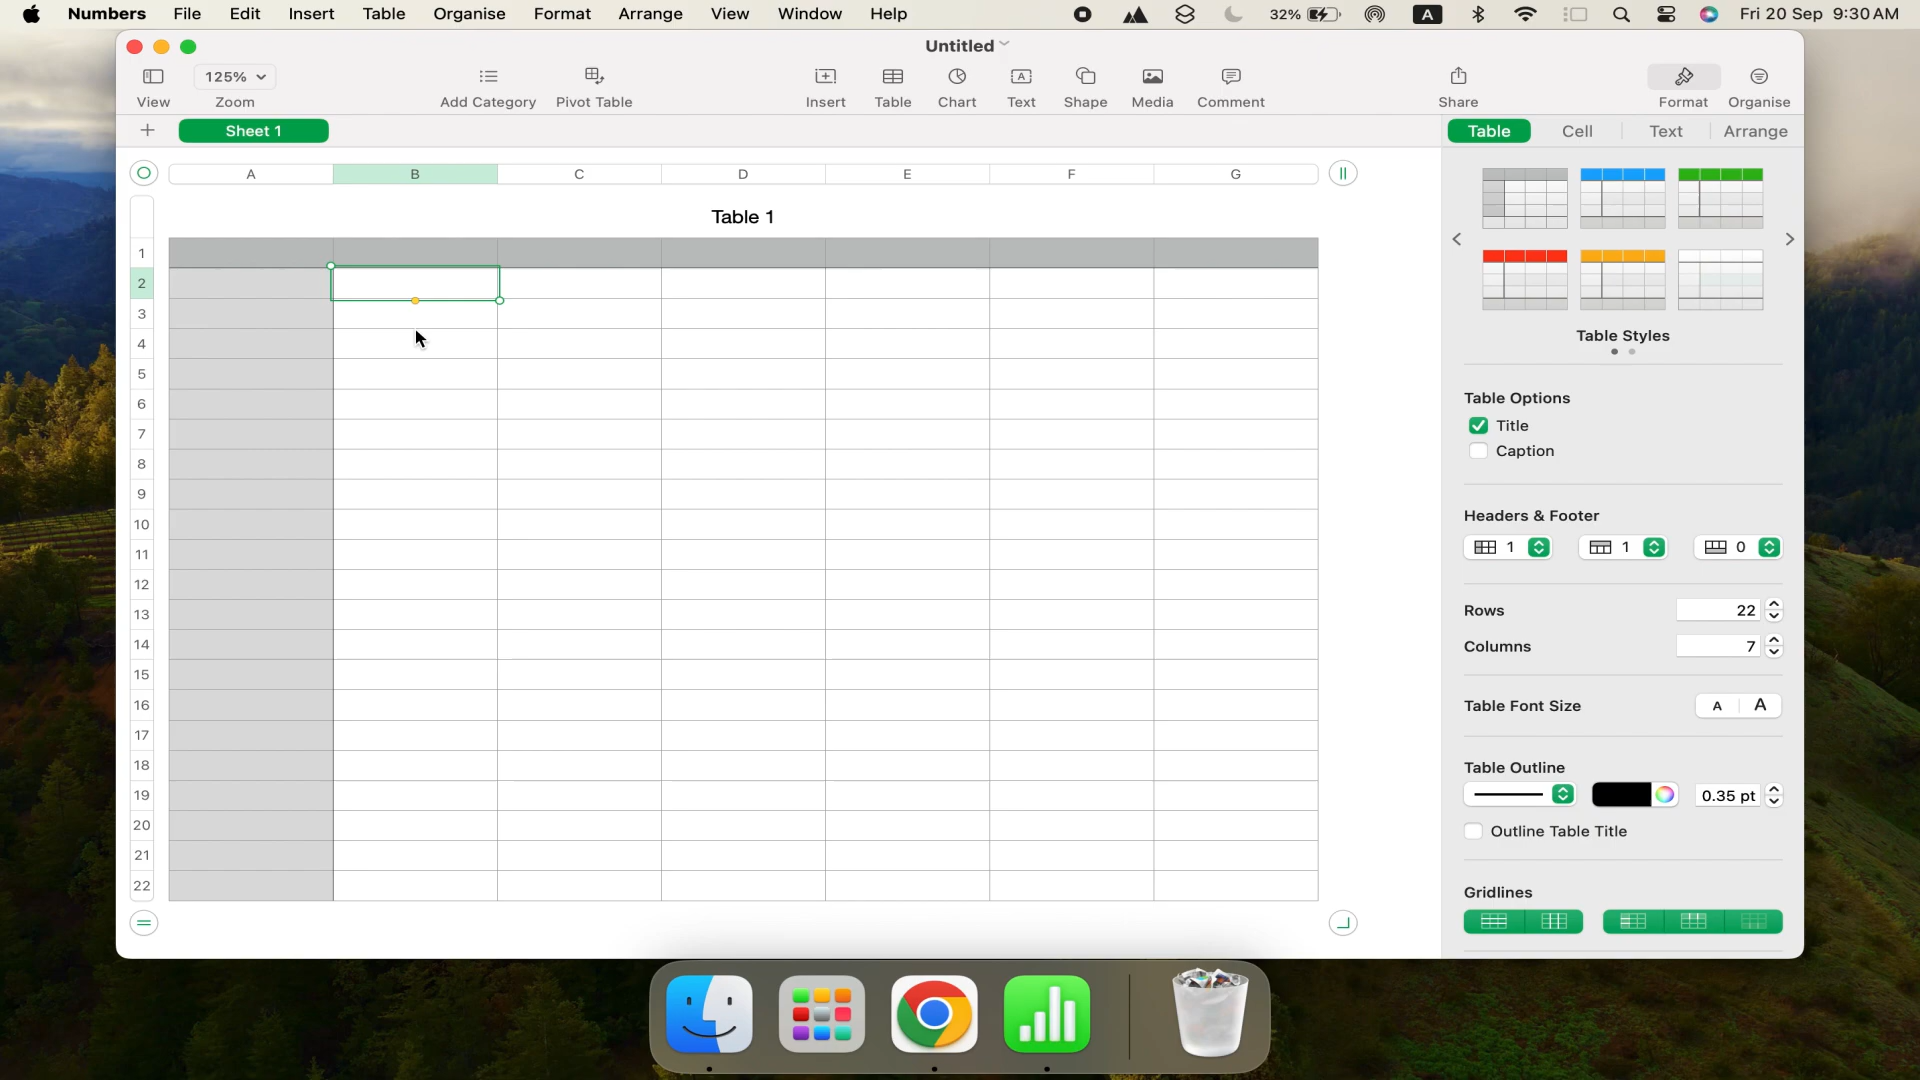 Numbers File Edit Insert Table Organise Format Arrange View Window Help 32% A Fri 20 Sep 9:30 AM
Untitled
125%
View Zoom Add Category Pivot Table Insert Table Chart Text Shape Media Comment Share Format Organise
Sheet 1 Table Cell Text Arrange
A B C D E F G
Table 1
1
2
3
4
5
6
7
8
9
10
11
12
13
14
15
16
17
18
19
20
21
22
Table Styles
Table Options
Title
Caption
Headers & Footer
1 1 0
Rows 22
Columns 7
Table Font Size A A
Table Outline
0.35 pt
Outline Table Title
Gridlines